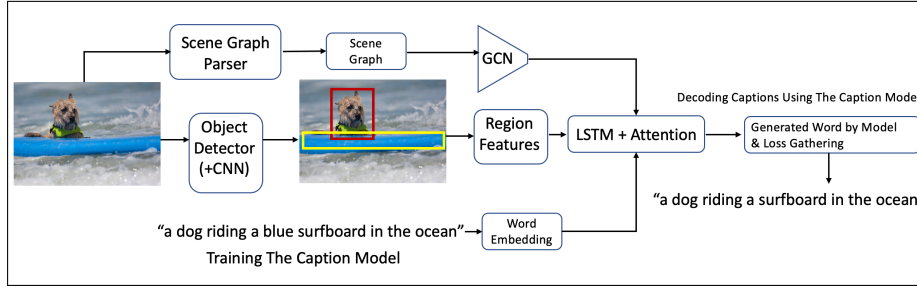 Scene Graph
Parser
Scene
Graph
GCN
Decoding Captions Using The Caption Mode
Object
Detector
(+CNN)
Region
Features
LSTM + Attention
Generated Word by Model
& Loss Gathering
“a dog riding a surfboard in the ocean
“a dog riding a blue surfboard in the ocean”
Word
Embedding
Training The Caption Model